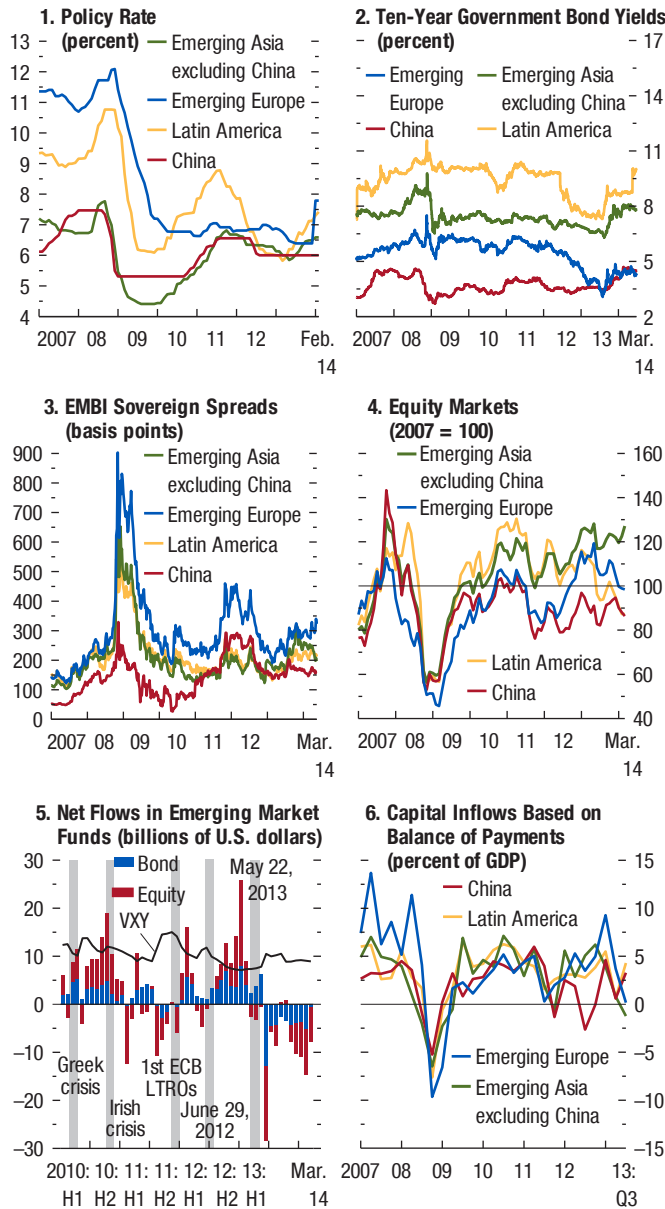 1. Policy Rate
(percent)
13
12
11
10
9
8
7
6
5
4
Emerging Asia
excluding China
Emerging Europe
Latin America
China
2007 08 09 10 11 12 Feb.
14
2. Ten-Year Government Bond Yields
(percent)
17
14
11
8
5
2
Emerging
Europe
China
Emerging Asia
excluding China
Latin America
2007 08 09 10 11 12 13 Mar.
14
3. EMBI Sovereign Spreads
(basis points)
900
800
700
600
500
400
300
200
100
0
Emerging Asia
excluding China
Emerging Europe
Latin America
China
2007 08 09 10 11 12 Mar.
14
4. Equity Markets
(2007 = 100)
160
140
120
100
80
60
40
Emerging Asia
excluding China
Emerging Europe
Latin America
China
2007 08 09 10 11 12 Mar.
14
5. Net Flows in Emerging Market
Funds (billions of U.S. dollars)
30
20
10
0
–10
–20
–30
Bond
Equity
VXY
May 22,
2013
Greek
crisis
Irish
crisis
1st ECB
LTROs
June 29,
2012
2010: 10: 11: 11: 12: 12: 13: Mar.
H1 H2 H1 H2 H1 H2 H1 14
6. Capital Inflows Based on
Balance of Payments
(percent of GDP)
15
10
5
0
–5
–10
–15
China
Latin America
Emerging Europe
Emerging Asia
excluding China
2007 08 09 10 11 12 13:
Q3